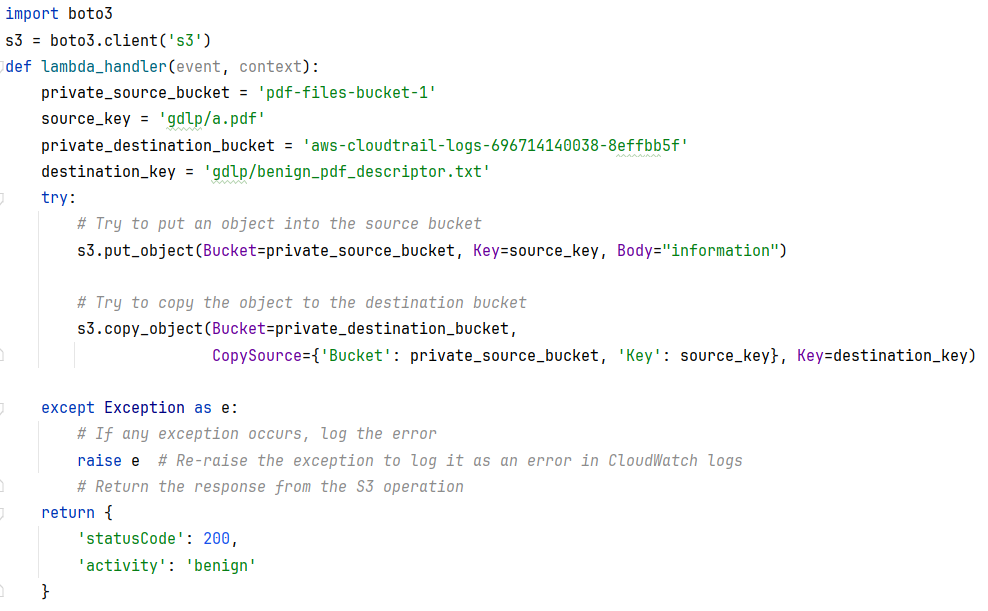 import boto3
s3 = boto3.client('s3')
def lambda_handler(event, context):
    private_source_bucket = 'pdf-files-bucket-1'
    source_key = 'gdlp/a.pdf'
    private_destination_bucket = 'aws-cloudtrail-logs-696714140038-8effbb5f'
    destination_key = 'gdlp/benign_pdf_descriptor.txt'
    try:
        # Try to put an object into the source bucket
        s3.put_object(Bucket=private_source_bucket, Key=source_key, Body="information")

        # Try to copy the object to the destination bucket
        s3.copy_object(Bucket=private_destination_bucket,
                       CopySource={'Bucket': private_source_bucket, 'Key': source_key}, Key=destination_key)

    except Exception as e:
        # If any exception occurs, log the error
        raise e  # Re-raise the exception to log it as an error in CloudWatch logs
        # Return the response from the S3 operation
    return {
        'statusCode': 200,
        'activity': 'benign'
    }